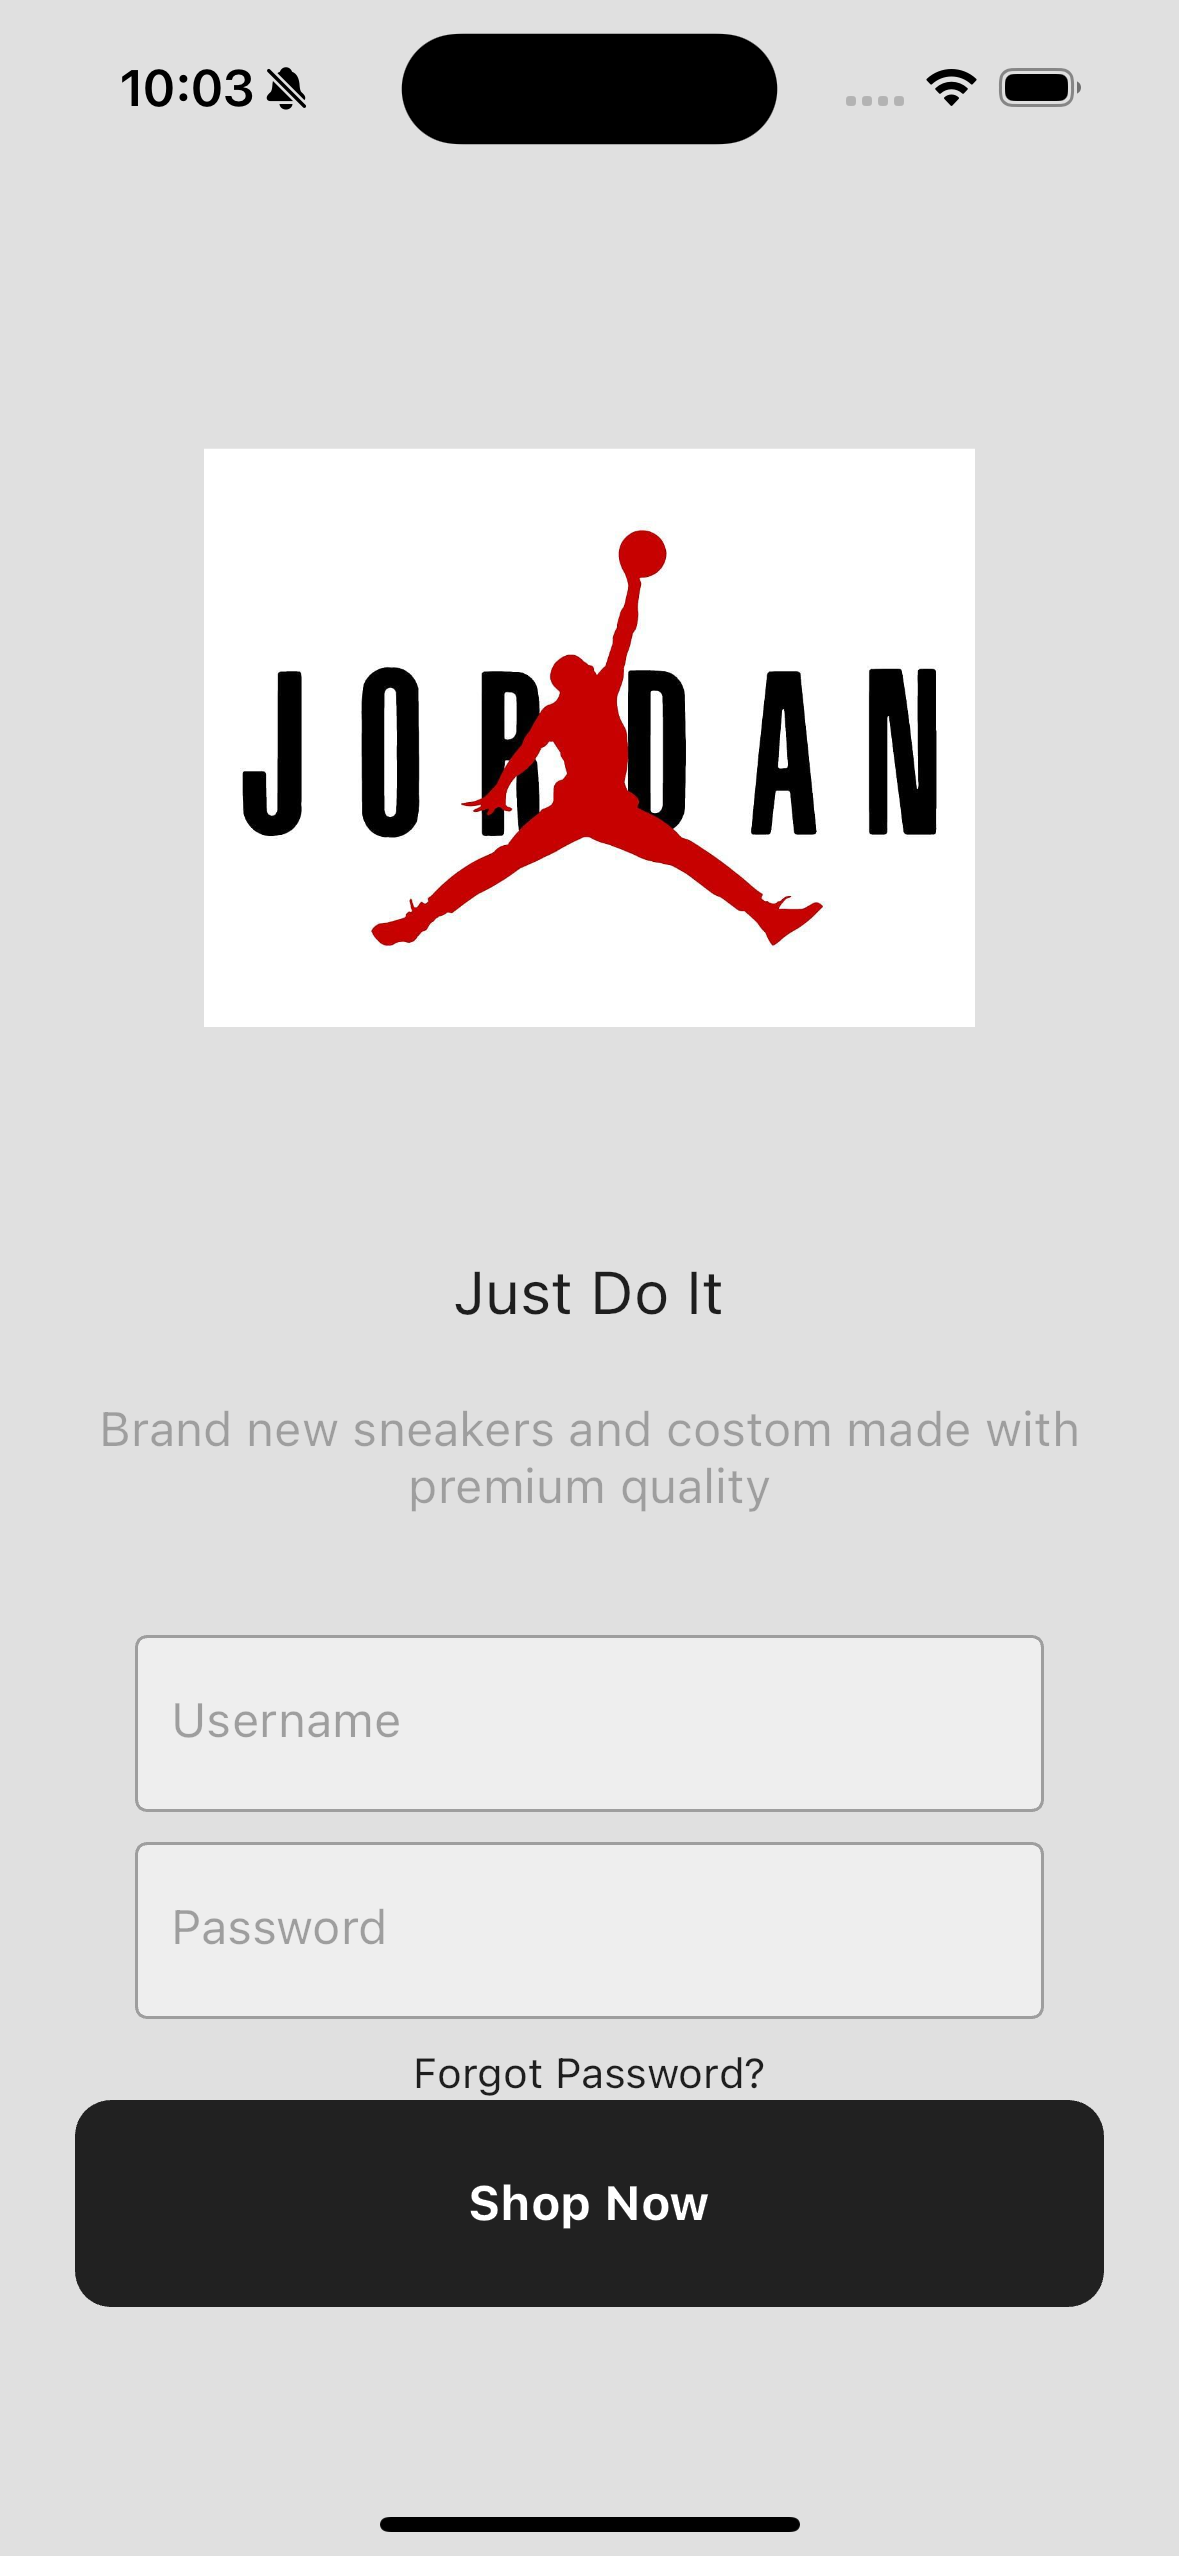 10:03
JORDAN
Just Do It
Brand new sneakers and costom made with
premium quality
Username
Password
Forgot Password?
Shop Now